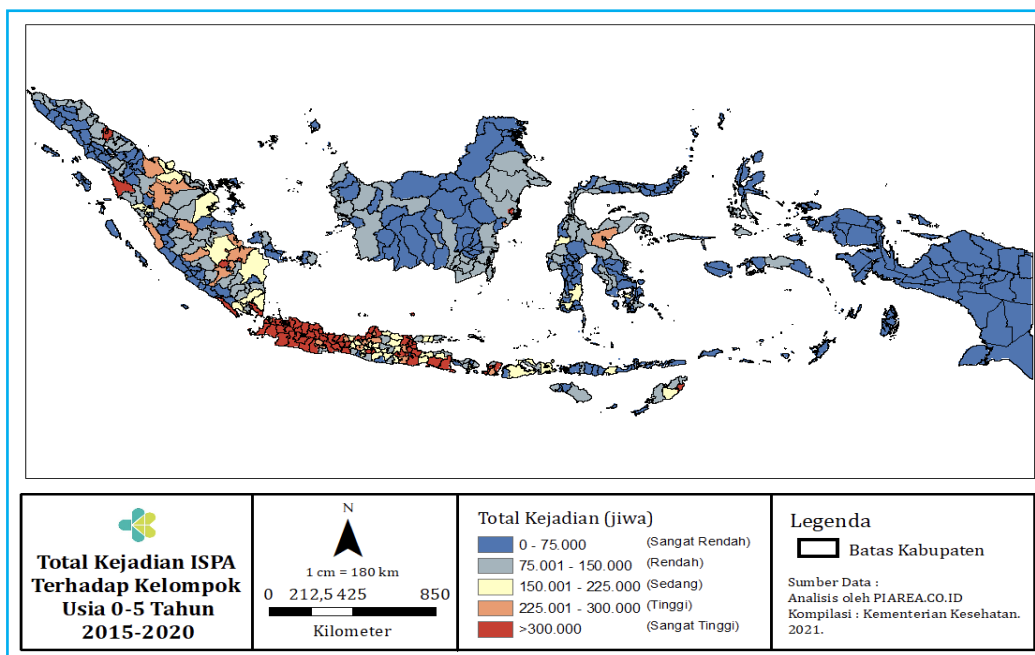 Total Kejadian ISPA
Terhadap Kelompok
Usia 0-5 Tahun
2015-2020
N
1 cm = 180 km
0 212,5 425 850
Kilometer
Total Kejadian (jiwa)
0 - 75.000 (Sangat Rendah)
75.001 - 150.000 (Rendah)
150.001 - 225.000 (Sedang)
225.001 - 300.000 (Tinggi)
>300.000 (Sangat Tinggi)
Legenda
Batas Kabupaten
Sumber Data :
Analisis oleh PIAREA.CO.ID
Kompilasi : Kementerian Kesehatan.
2021.